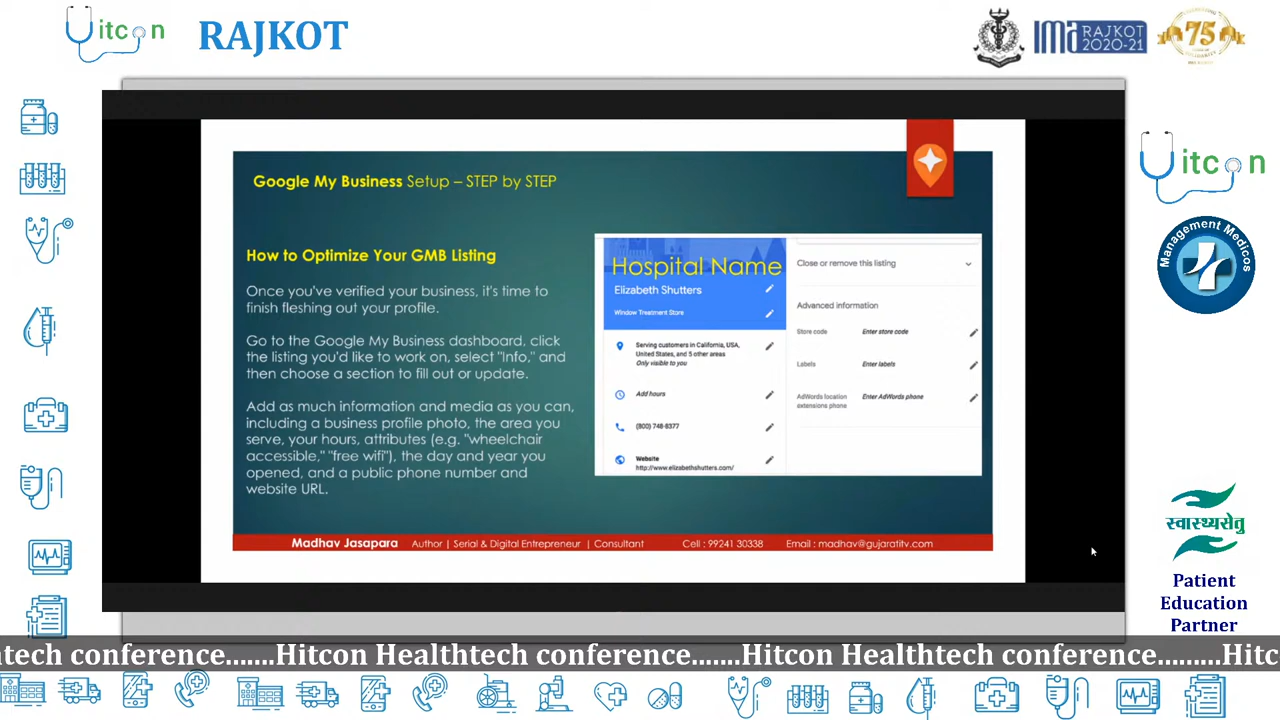 itcon
RAJKOT
IMA RAJKOT
2020-21
75
Google My Business Setup – STEP by STEP
How to Optimize Your GMB Listing
Once you've verified your business, it's time to
finish fleshing out your profile.
Go to the Google My Business dashboard, click
the listing you'd like to work on, select "Info," and
then choose a section to fill out or update.
Add as much information and media as you can,
including a business profile photo, the area you
serve, your hours, attributes (e.g. "wheelchair
accessible," "free wifi"), the day and year you
opened, and a public phone number and
website URL.
Hospital Name
Elizabeth Shutters
Window Treatment Store
Serving customers in California, USA,
United States, and 5 other areas
Only visible to you
Add hours
(800) 748-8377
Website
http://www.elizabethshutters.com/
Close or remove this listing
Advanced information
Store code Enter store code
Labels Enter labels
AdWords location Enter AdWords phone
extensions phone
Madhav Jasapara Author | Serial & Digital Entrepreneur | Consultant Cell : 99241 30338 Email : madhav@gujaratitv.com
itcon
Management Medicos
स्वास्थ्यसेतु
Patient
Education
Partner
tech conference.......Hitcon Healthtech conference.......Hitcon Healthtech conference.........Hitc